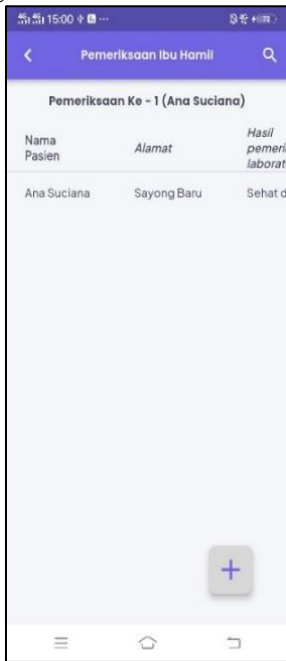 15:00
Pemeriksaan Ibu Hamil
Pemeriksaan Ke - 1 (Ana Suciana)
Nama Pasien Alamat Hasil pemeri laborat
Ana Suciana Sayong Baru Sehat d